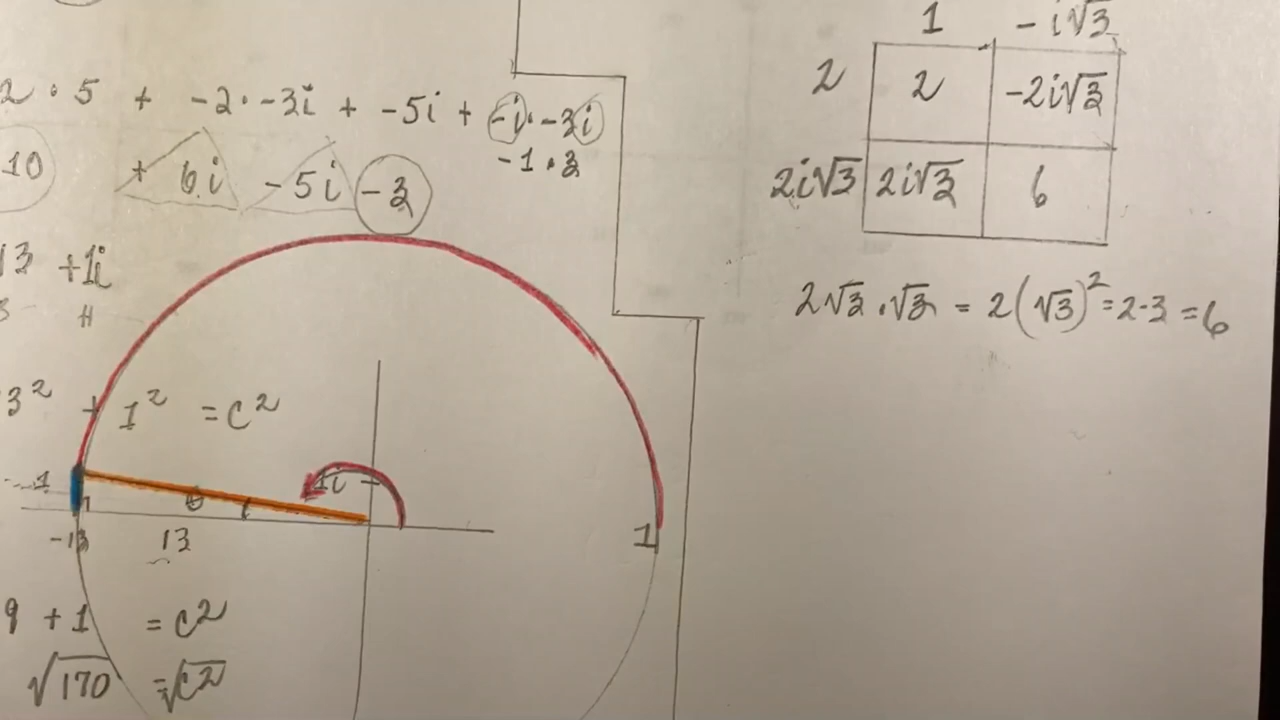 2 · 5 + -2 · -3i + -5i + -i · -3i
-1 · 3
10 + 6i - 5i -3
13 + 1i
3²+ 1² = c²
1i
-1
θ
-13
13
1
9 + 1 = c²
√170 = √c2
1 - i√3
2 2 -2i√3
2i√3 2i√3 6
2√3 · √3 = 2(√3)² = 2·3 = 6